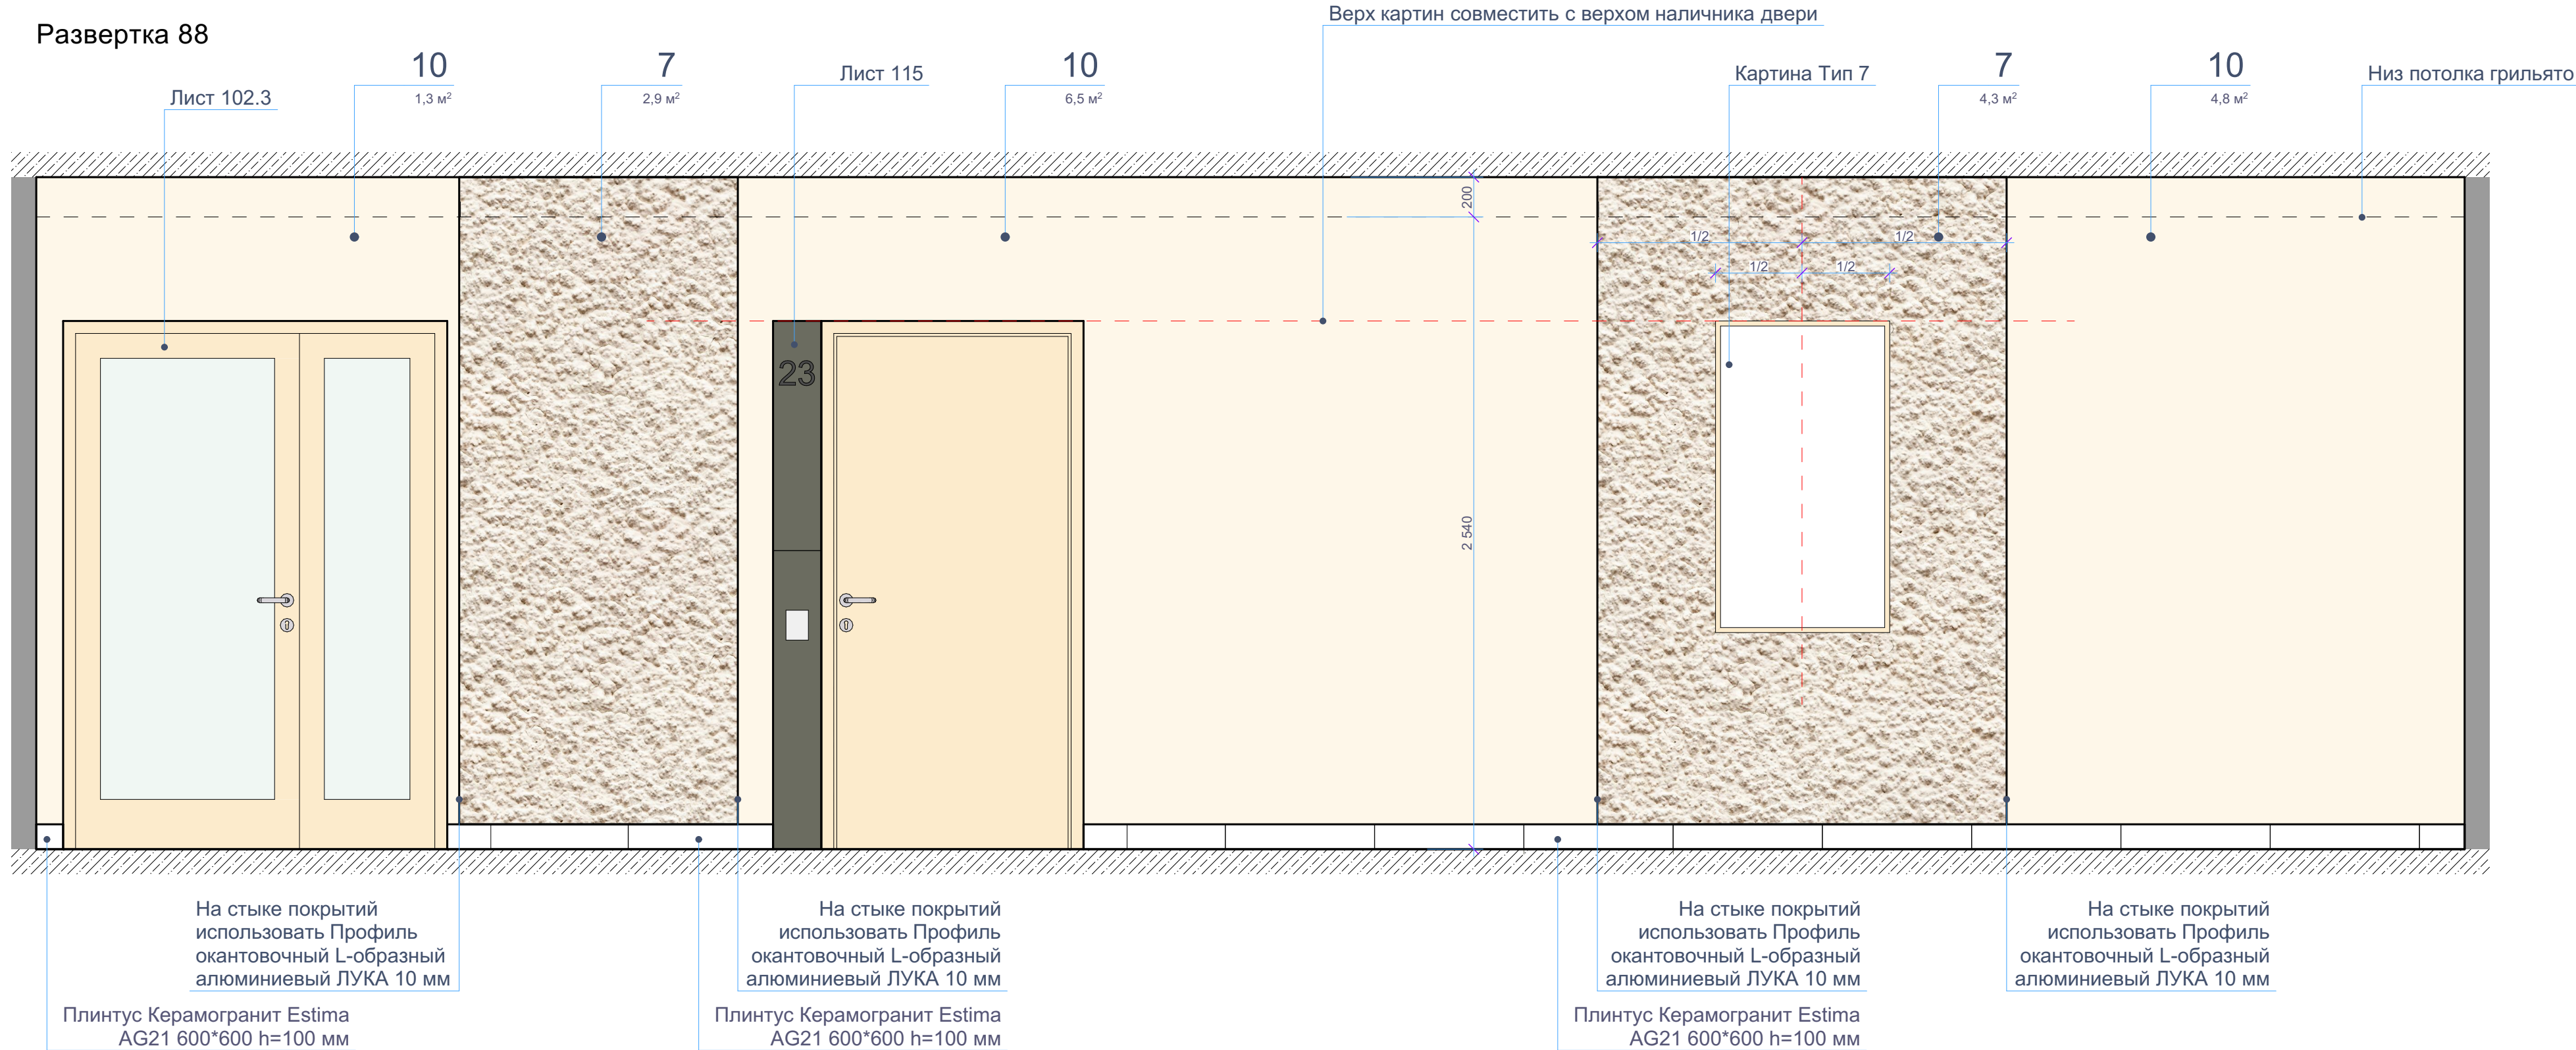 Верх картин совместить с верхом наличника двери
Развертка 88
10
1,3 м²
7
2,9 м²
10
6,5 м²
7
4,3 м²
10
4,8 м²
Лист 102.3
Лист 115
Картина Тип 7
Низ потолка грильято
200
1/2
1/2
1/2
1/2
23
2 540
На стыке покрытий
использовать Профиль
окантовочный L-образный
алюминиевый ЛУКА 10 мм
На стыке покрытий
использовать Профиль
окантовочный L-образный
алюминиевый ЛУКА 10 мм
На стыке покрытий
использовать Профиль
окантовочный L-образный
алюминиевый ЛУКА 10 мм
На стыке покрытий
использовать Профиль
окантовочный L-образный
алюминиевый ЛУКА 10 мм
Плинтус Керамогранит Estima
AG21 600*600 h=100 мм
Плинтус Керамогранит Estima
AG21 600*600 h=100 мм
Плинтус Керамогранит Estima
AG21 600*600 h=100 мм